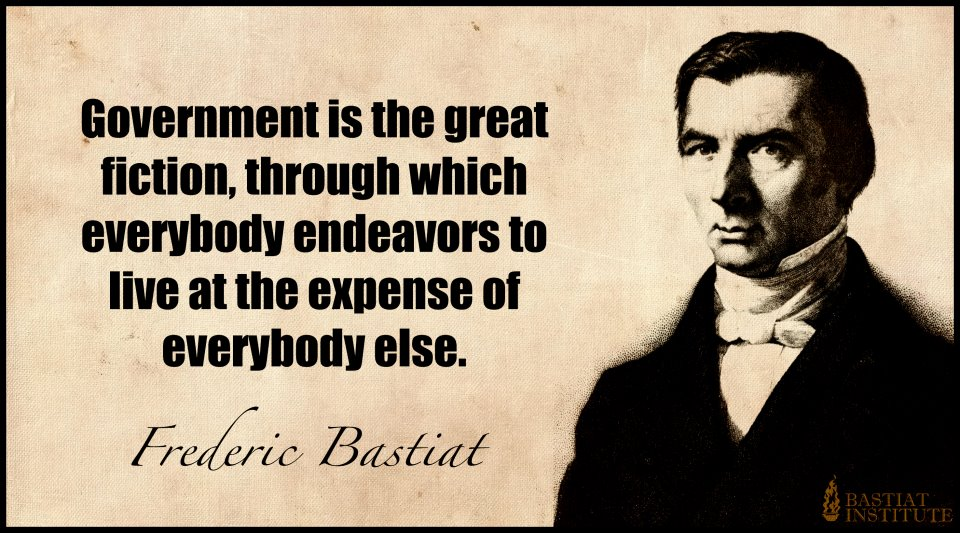 Government is the great
fiction, through which
everybody endeavors to
live at the expense of
everybody else.
Frederic Bastiat
BASTIAT
INSTITUTE